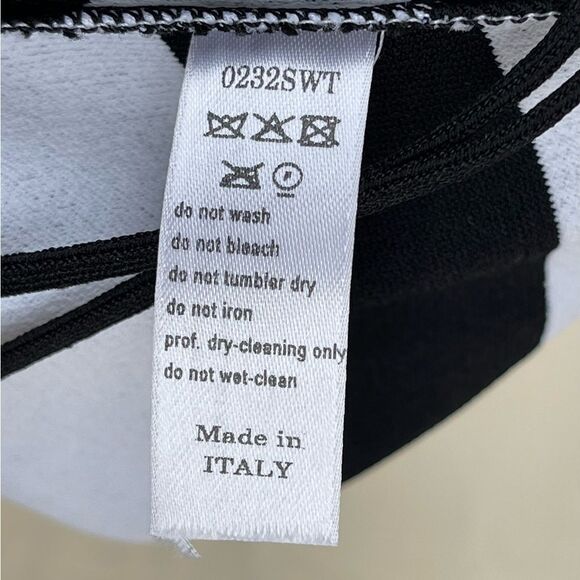 0232SWT
do not wash
do not bleach
do not tumbler dry
do not iron
prof. dry-cleaning only
do not wet-clean
Made in
ITALY